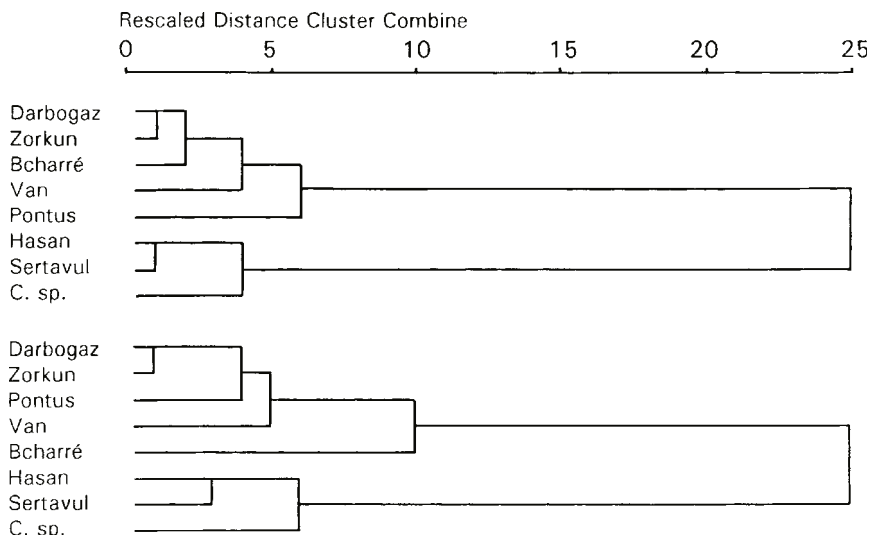 Rescaled Distance Cluster Combine
0 5 10 15 20 25
Darbogaz
Zorkun
Bcharré
Van
Pontus
Hasan
Sertavul
C. sp.
Darbogaz
Zorkun
Pontus
Van
Bcharré
Hasan
Sertavul
C. sp.